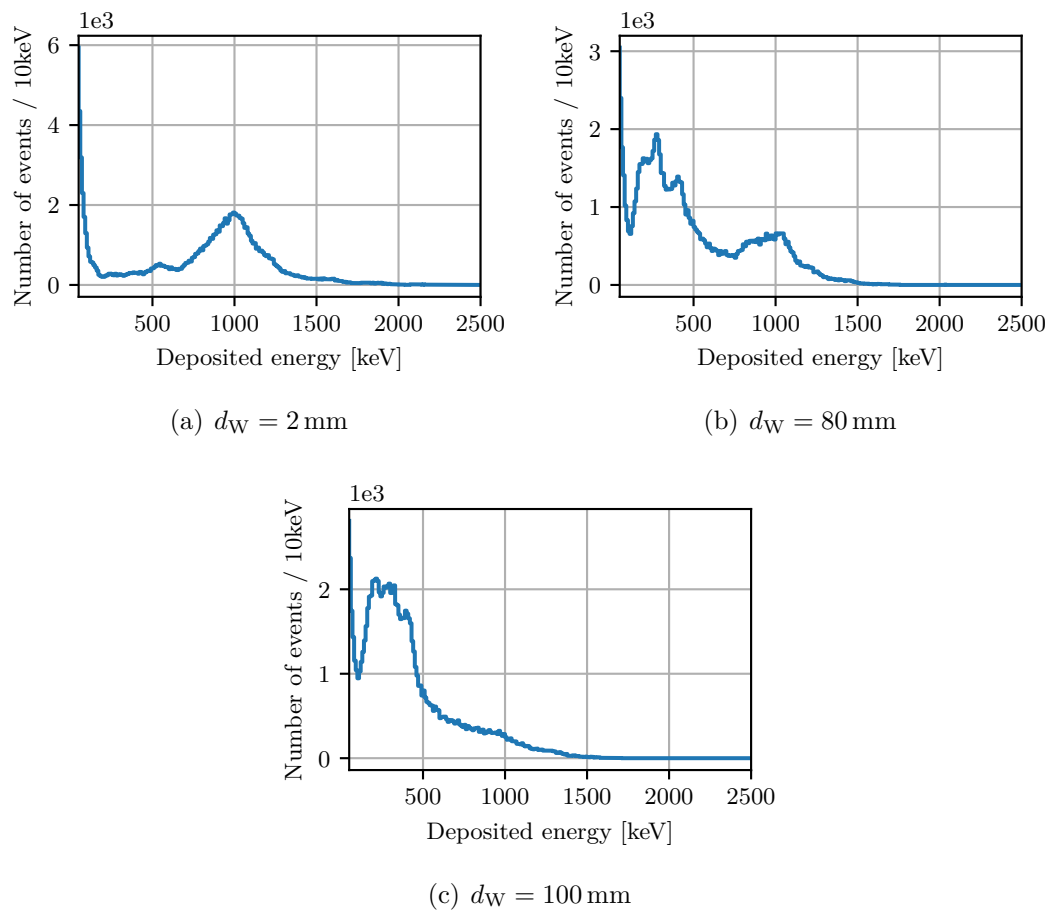 1e3
Number of events / 10keV
6
4
2
0
500 1000 1500 2000 2500
Deposited energy [keV]
(a) d_W = 2 mm
1e3
Number of events / 10keV
3
2
1
0
500 1000 1500 2000 2500
Deposited energy [keV]
(b) d_W = 80 mm
1e3
Number of events / 10keV
2
1
0
500 1000 1500 2000 2500
Deposited energy [keV]
(c) d_W = 100 mm